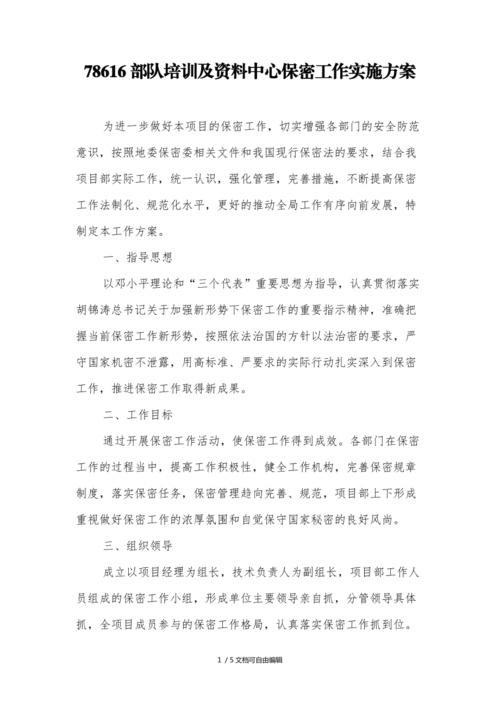 78616 部队培训及资料中心保密工作实施方案
为进一步做好本项目的保密工作，切实增强各部门的安全防范
意识，按照地委保密委相关文件和我国现行保密法的要求，结合我
项目部实际工作，统一认识，强化管理，完善措施，不断提高保密
工作法制化、规范化水平，更好的推动全局工作有序向前发展，特
制定本工作方案。
一、指导思想
以邓小平理论和“三个代表”重要思想为指导，认真贯彻落实
胡锦涛总书记关于加强新形势下保密工作的重要指示精神，准确把
握当前保密工作新形势，按照依法治国的方针以法治密的要求，严
守国家机密不泄露，用高标准、严要求的实际行动扎实深入到保密
工作，推进保密工作取得新成果。
二、工作目标
通过开展保密工作活动，使保密工作得到成效。各部门在保密
工作的过程当中，提高工作积极性，健全工作机构，完善保密规章
制度，落实保密任务，保密管理趋向完善、规范，项目部上下形成
重视做好保密工作的浓厚氛围和自觉保守国家秘密的良好风尚。
三、组织领导
成立以项目经理为组长，技术负责人为副组长，项目部工作人
员组成的保密工作小组，形成单位主要领导亲自抓，分管领导具体
抓，全项目成员参与的保密工作格局，认真落实保密工作抓到位。
1 / 5 文档可自由编辑